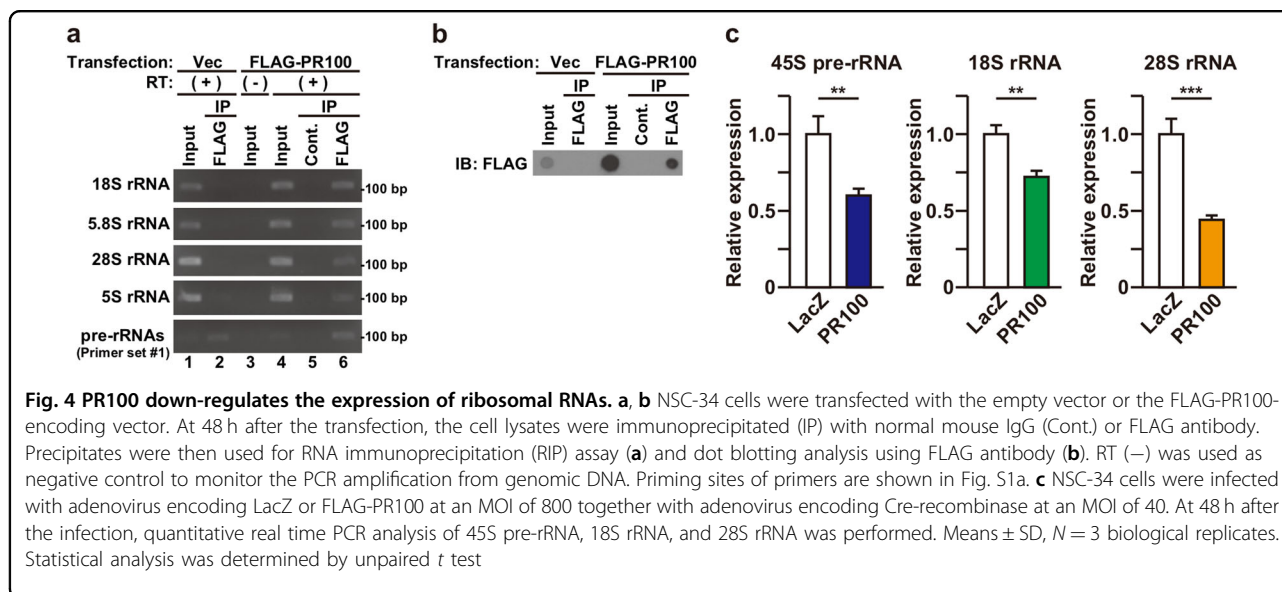 a
Transfection: Vec FLAG-PR100
RT: (+) (-) (+)
IP IP
Input FLAG Input Input Cont. FLAG
18S rRNA -100 bp
5.8S rRNA -100 bp
28S rRNA -100 bp
5S rRNA -100 bp
pre-rRNAs -100 bp
(Primer set #1)
1 2 3 4 5 6
b
Transfection: Vec FLAG-PR100
IP IP
Input FLAG Input Cont. FLAG
IB: FLAG
c
45S pre-rRNA 18S rRNA 28S rRNA
** ** ***
Relative expression Relative expression Relative expression
1.0 1.0 1.0
0.5 0.5 0.5
0 0 0
LacZ PR100 LacZ PR100 LacZ PR100
Fig. 4 PR100 down-regulates the expression of ribosomal RNAs. a, b NSC-34 cells were transfected with the empty vector or the FLAG-PR100-
encoding vector. At 48 h after the transfection, the cell lysates were immunoprecipitated (IP) with normal mouse IgG (Cont.) or FLAG antibody.
Precipitates were then used for RNA immunoprecipitation (RIP) assay (a) and dot blotting analysis using FLAG antibody (b). RT (−) was used as
negative control to monitor the PCR amplification from genomic DNA. Priming sites of primers are shown in Fig. S1a. c NSC-34 cells were infected
with adenovirus encoding LacZ or FLAG-PR100 at an MOI of 800 together with adenovirus encoding Cre-recombinase at an MOI of 40. At 48 h after
the infection, quantitative real time PCR analysis of 45S pre-rRNA, 18S rRNA, and 28S rRNA was performed. Means ± SD, N = 3 biological replicates.
Statistical analysis was determined by unpaired t test